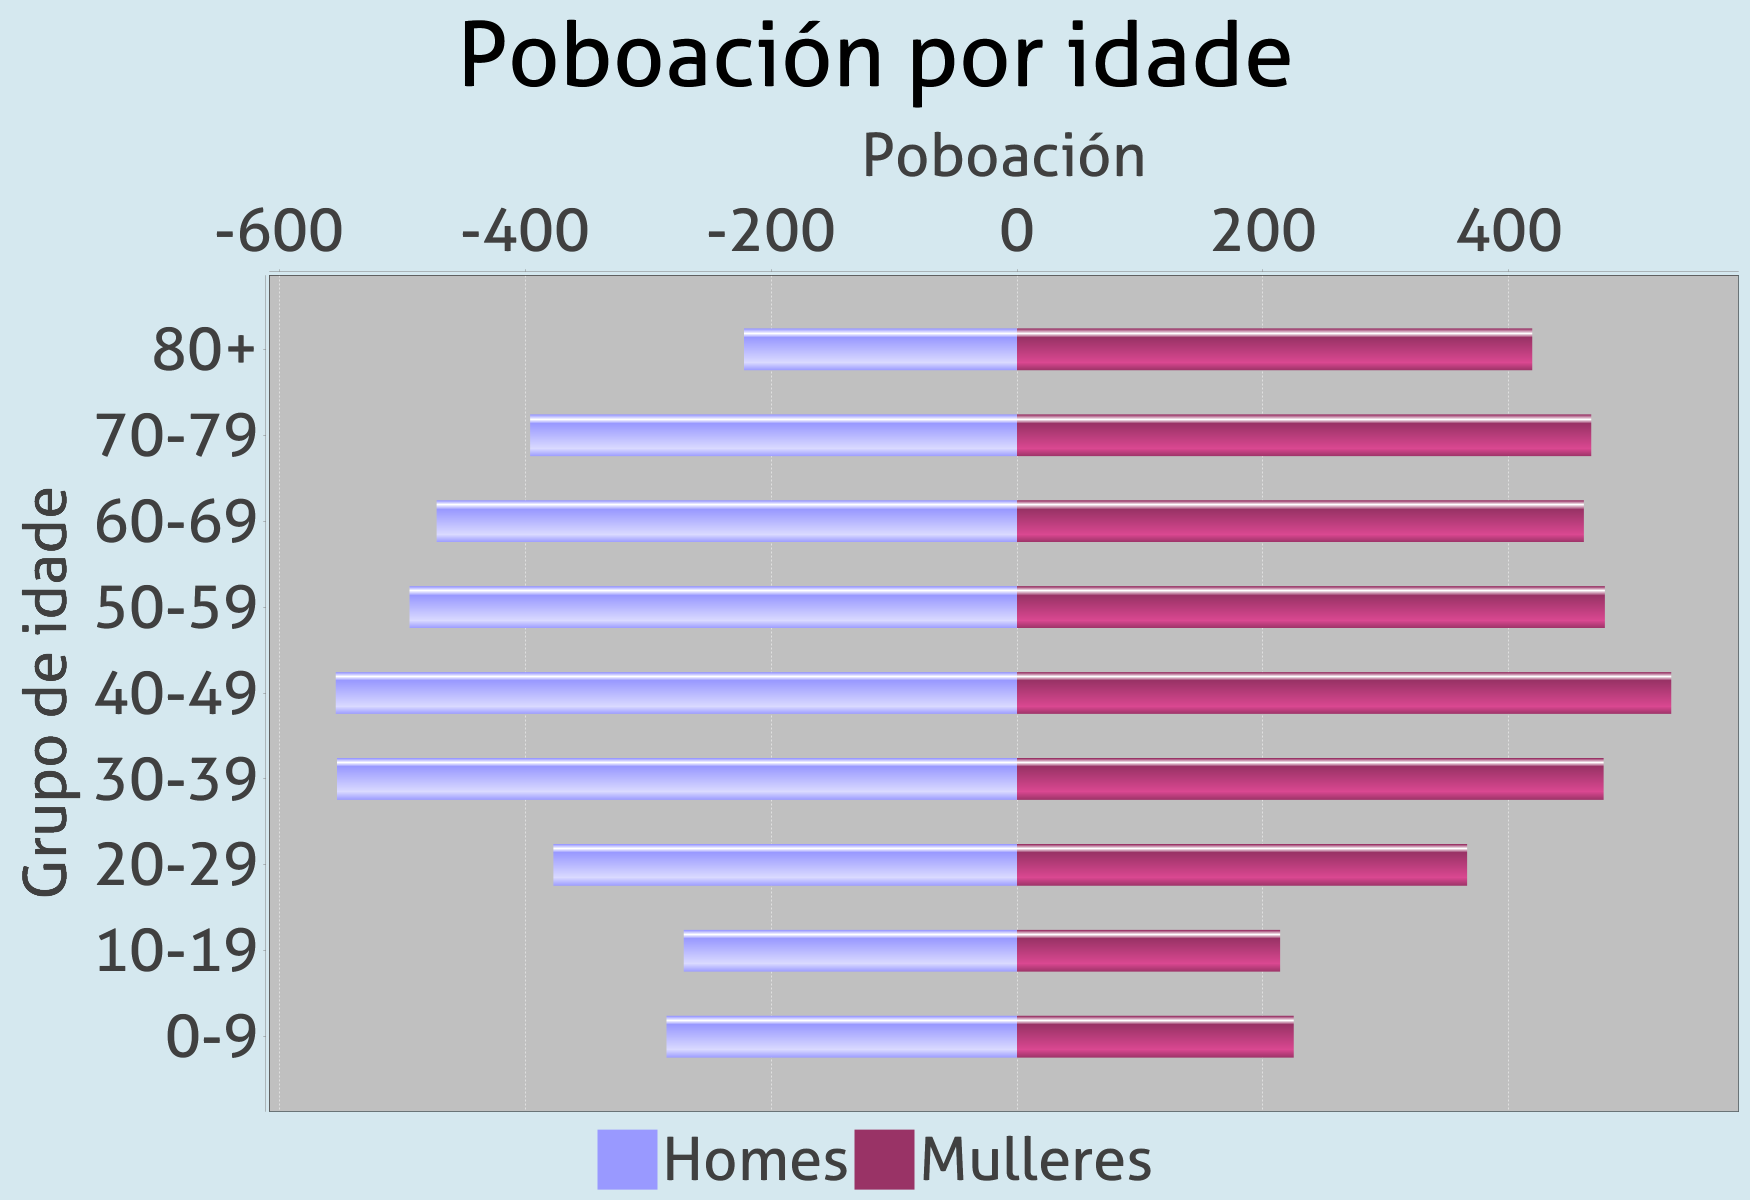 Poboación por idade
Poboación
-600 -400 -200 0 200 400
80+
70-79
60-69
50-59
40-49
30-39
20-29
10-19
0-9
Grupo de idade
Homes Mulleres